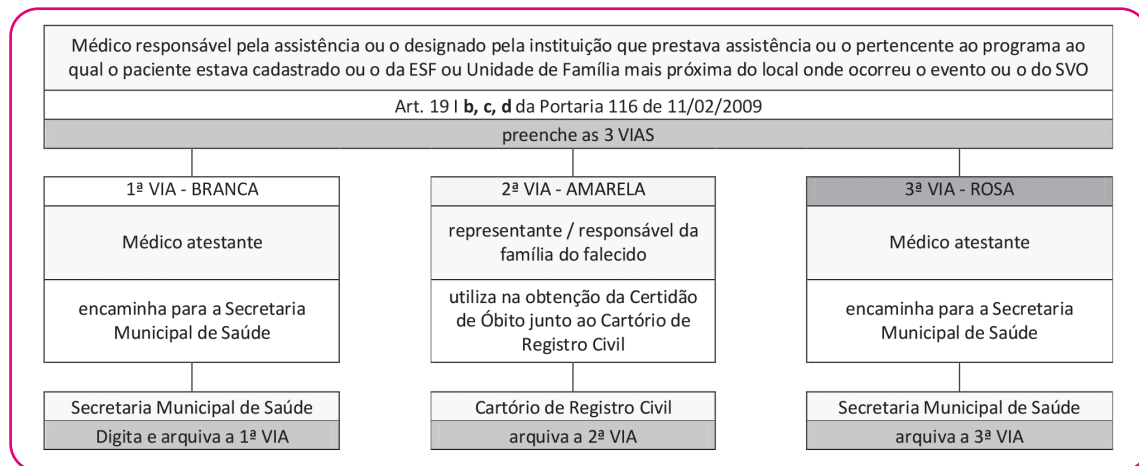 Médico responsável pela assistência ou o designado pela instituição que prestava assistência ou o pertencente ao programa ao
qual o paciente estava cadastrado ou o da ESF ou Unidade de Família mais próxima do local onde ocorreu o evento ou o do SVO
Art. 19 I b, c, d da Portaria 116 de 11/02/2009
preenche as 3 VIAS
1ª VIA - BRANCA
Médico atestante
encaminha para a Secretaria
Municipal de Saúde
Secretaria Municipal de Saúde
Digita e arquiva a 1ª VIA
2ª VIA - AMARELA
representante / responsável da
família do falecido
utiliza na obtenção da Certidão
de Óbito junto ao Cartório de
Registro Civil
Cartório de Registro Civil
arquiva a 2ª VIA
3ª VIA - ROSA
Médico atestante
encaminha para a Secretaria
Municipal de Saúde
Secretaria Municipal de Saúde
arquiva a 3ª VIA